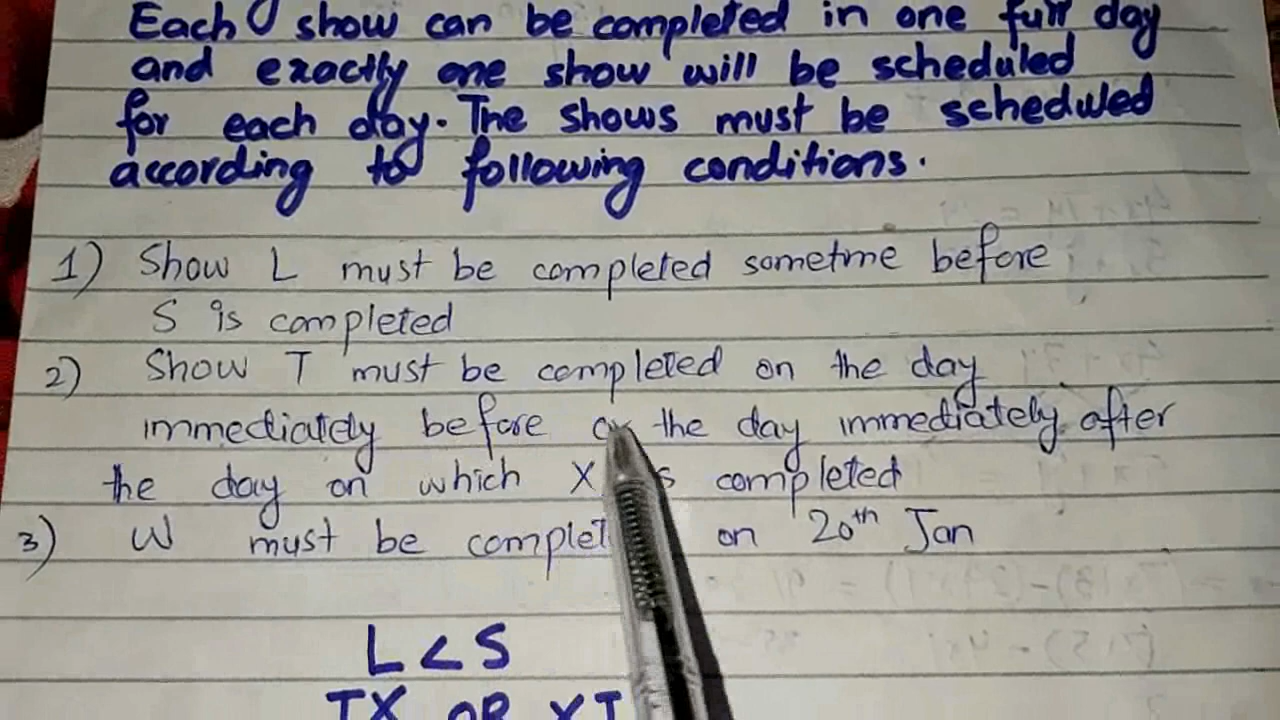 Each show can be completed in one full day
and exactly one show will be scheduled
for each day. The shows must be scheduled
according to following conditions.
1) Show L must be completed sometime before
S is completed
2) Show T must be completed on the day
immediately before or the day immediately after
the day on which X is completed
3) W must be complet on 20th Jan
L < S
TX OR XT